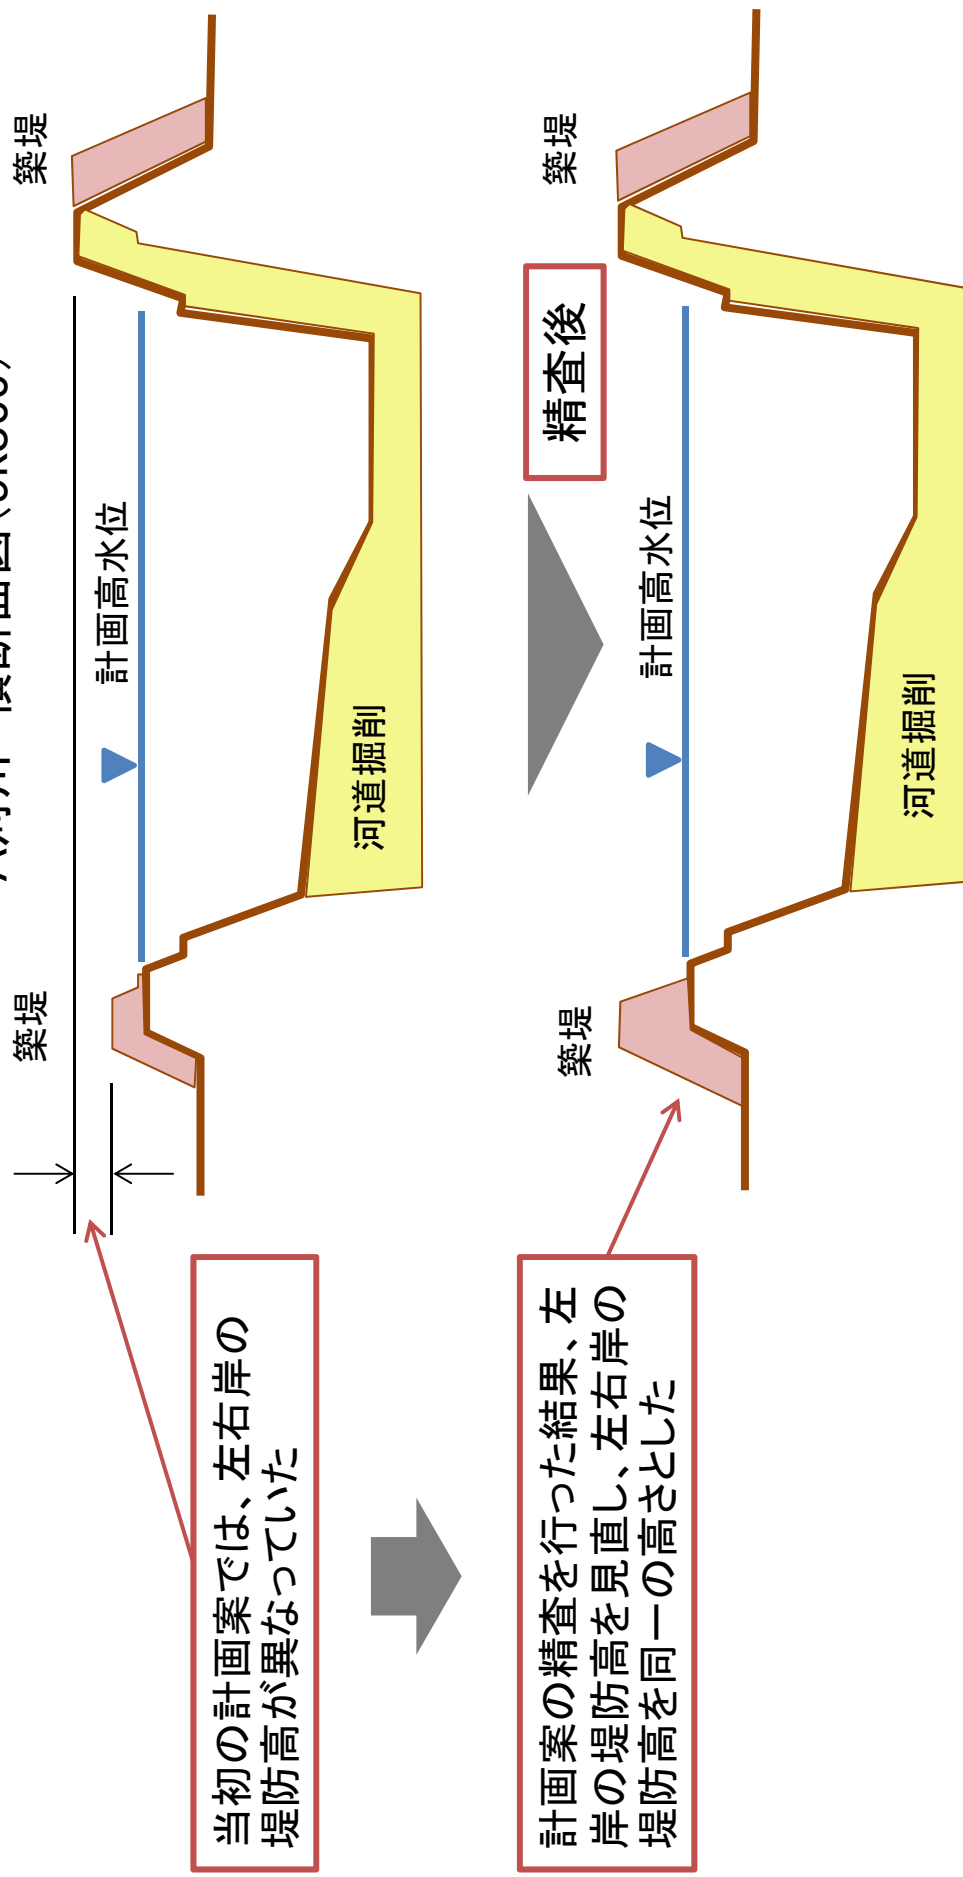 築堤
築堤
計画高水位
河道掘削
当初の計画案では、左右岸の
堤防高が異なっていた
精査後
築堤
築堤
計画高水位
河道掘削
計画案の精査を行った結果、左
岸の堤防高を見直し、左右岸の
堤防高を同一の高さとした